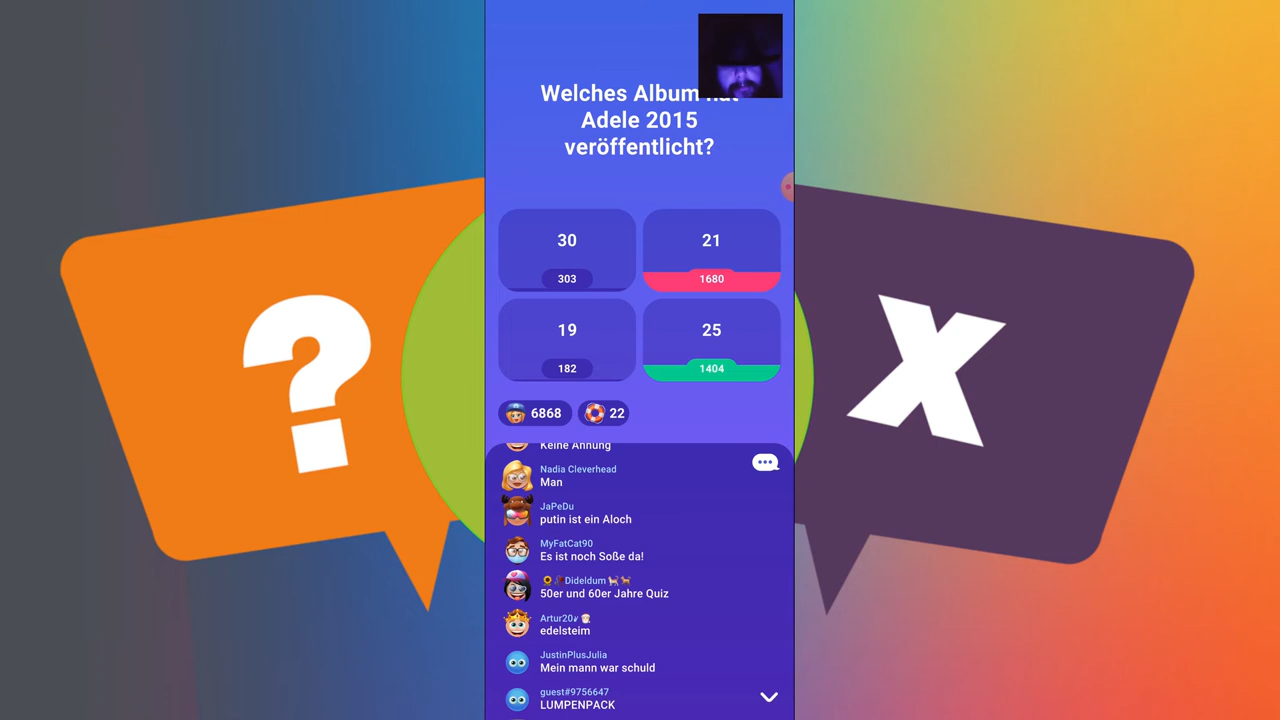 ?
X
Welches Album hat
Adele 2015
veröffentlicht?
30
303
21
1680
19
182
25
1404
6868
22
Keine Ahnung
Nadia Cleverhead
Man
JaPeDu
putin ist ein Aloch
MyFatCat90
Es ist noch Soße da!
🌻🥀Dideldum🐩🐕
50er und 60er Jahre Quiz
Artur20
edelsteim
JustinPlusJulia
Mein mann war schuld
guest#9756647
LUMPENPACK